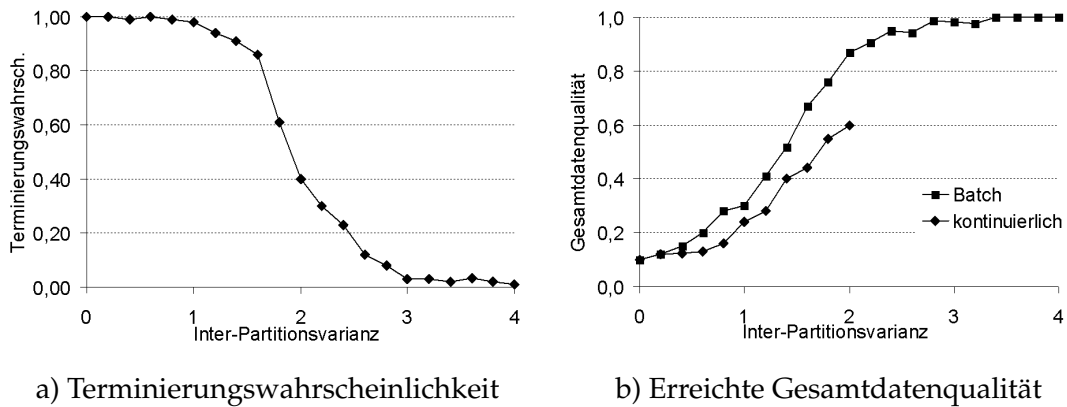 Terminierungswahrsch.
1,00
0,80
0,60
0,40
0,20
0,00
0 1 2 3 4
Inter-Partitionsvarianz
a) Terminierungswahrscheinlichkeit
Gesamtdatenqualität
1,0
0,8
0,6
0,4
0,2
0,0
Batch
kontinuierlich
0 1 2 3 4
Inter-Partitionsvarianz
b) Erreichte Gesamtdatenqualität